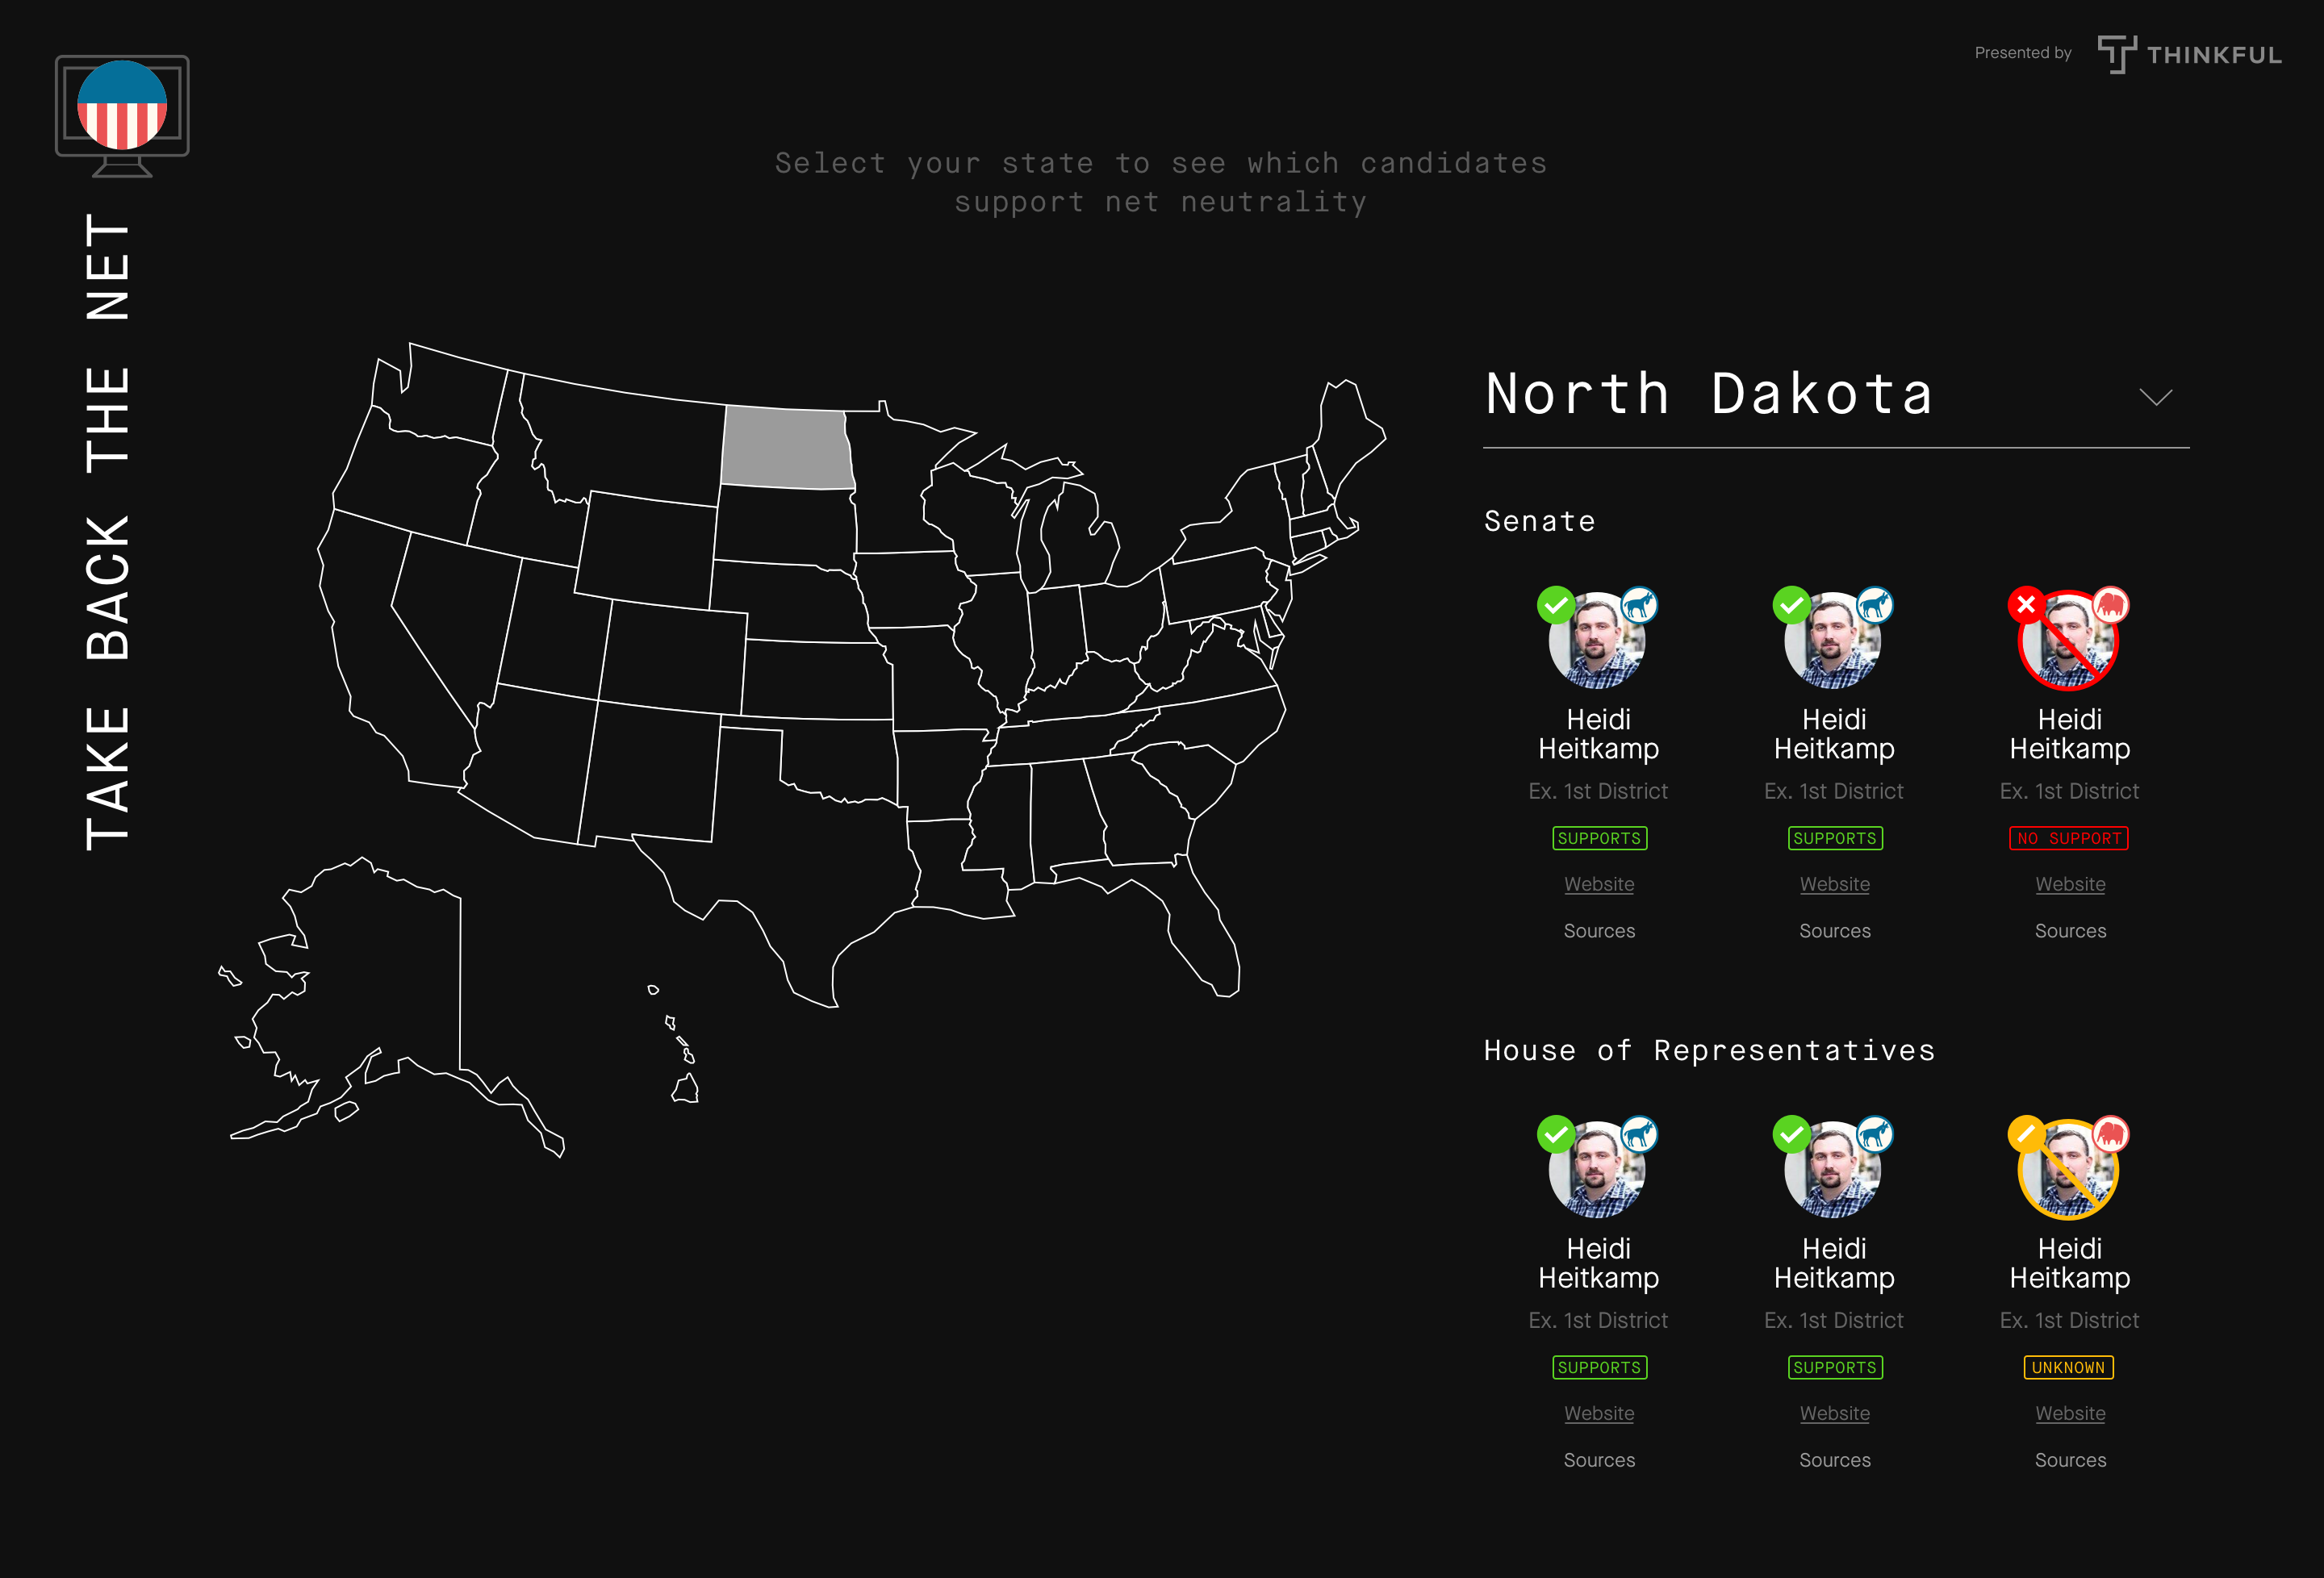 Presented by THINKFUL
TAKE BACK THE NET
Select your state to see which candidates
support net neutrality
North Dakota
Senate
Heidi Heidi Heidi
Heitkamp Heitkamp Heitkamp
Ex. 1st District Ex. 1st District Ex. 1st District
SUPPORTS SUPPORTS NO SUPPORT
Website Website Website
Sources Sources Sources
House of Representatives
Heidi Heidi Heidi
Heitkamp Heitkamp Heitkamp
Ex. 1st District Ex. 1st District Ex. 1st District
SUPPORTS SUPPORTS UNKNOWN
Website Website Website
Sources Sources Sources